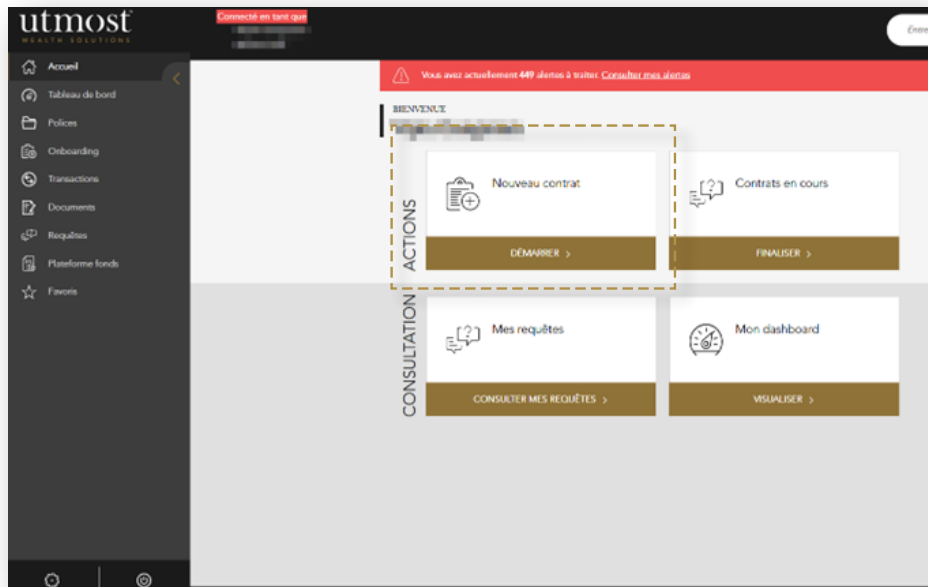 utmost
WEALTH SOLUTIONS
Connecté en tant que
Entre
Accueil
Tableau de bord
Polices
Onboarding
Transactions
Documents
Requêtes
Plateforme fonds
Favoris
Vous avez actuellement 449 alertes à traiter. Consulter mes alertes
BIENVENUE
ACTIONS
Nouveau contrat
DÉMARRER >
Contrats en cours
FINALISER >
CONSULTATION
Mes requêtes
CONSULTER MES REQUÊTES >
Mon dashboard
VISUALISER >